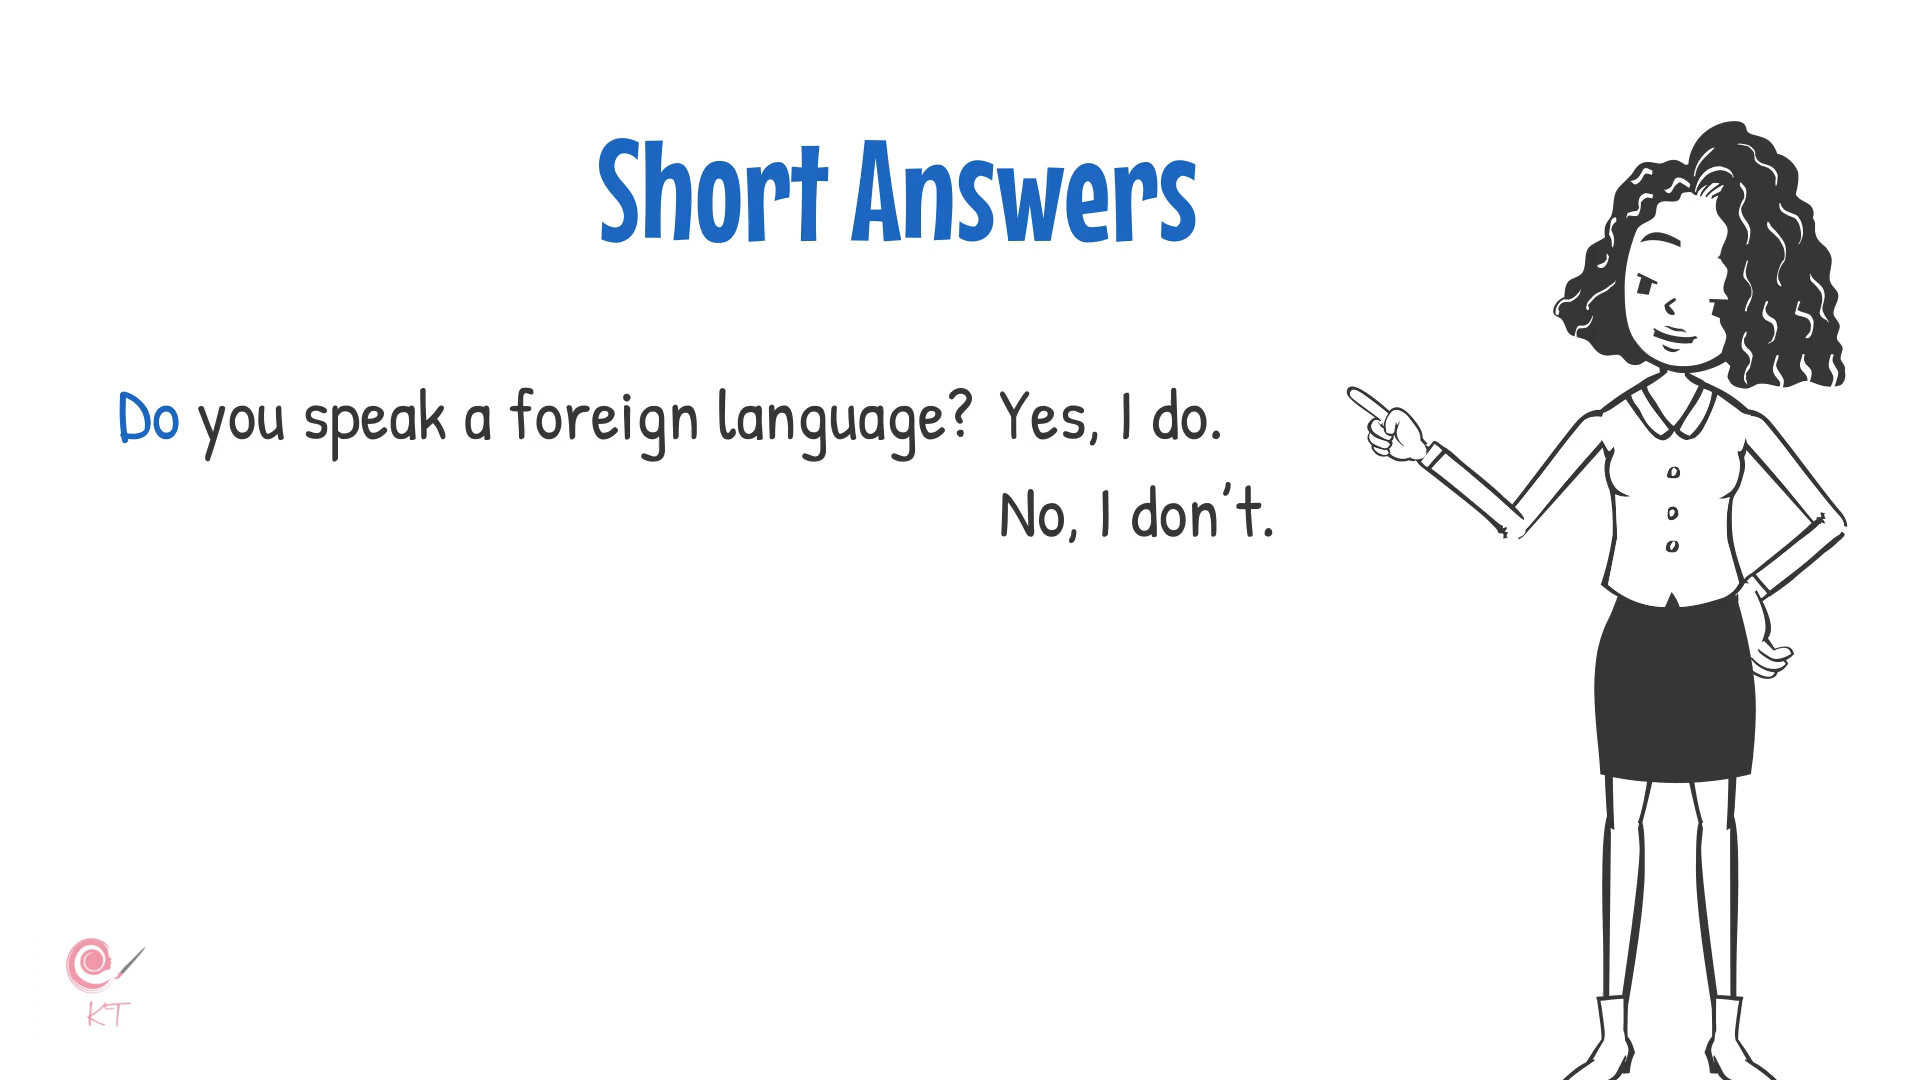 Short Answers
Do you speak a foreign language? Yes, I do.
No, I don't.
KT